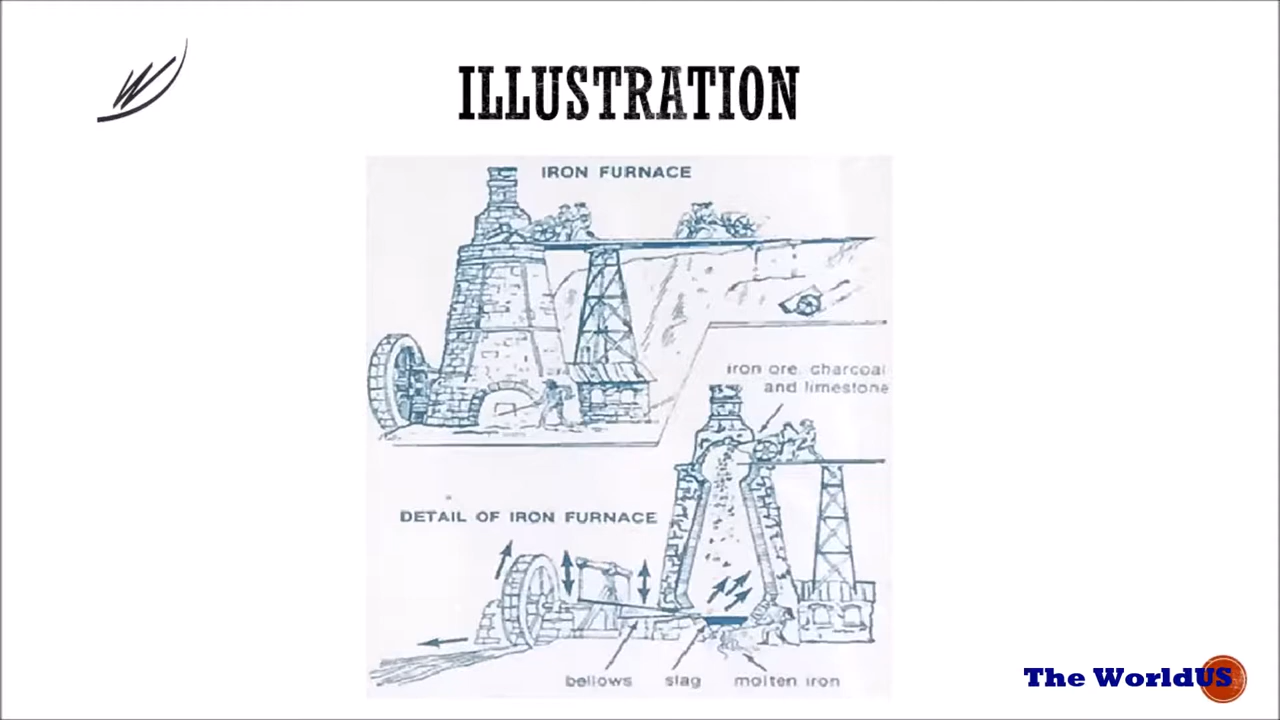 ILLUSTRATION
IRON FURNACE
iron ore, charcoal
and limestone
DETAIL OF IRON FURNACE
bellows slag molten iron
The WorldUS